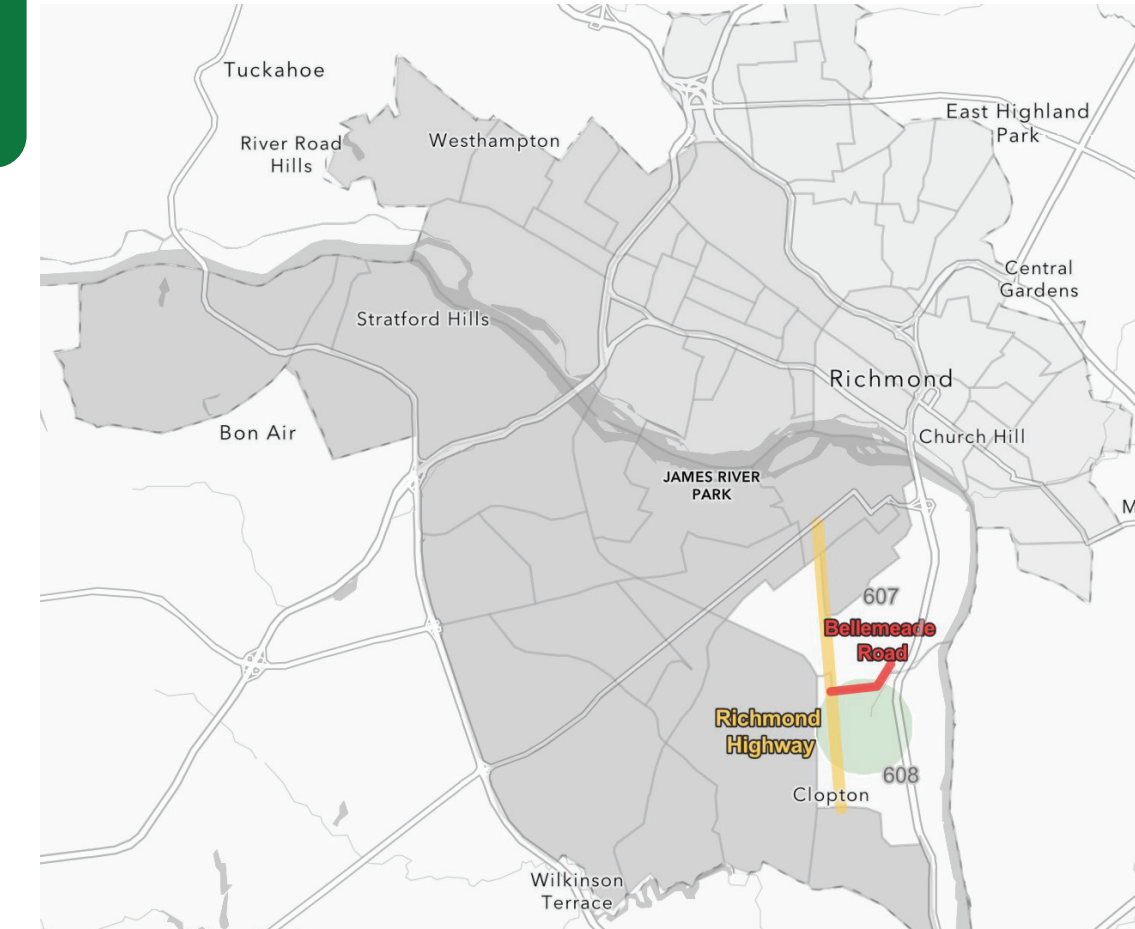 Tuckahoe
East Highland
Park
River Road
Hills
Westhampton
Central
Gardens
Stratford Hills
Richmond
Bon Air
Church Hill
JAMES RIVER
PARK
M
607
Bellemeade
Road
Richmond
Highway
608
Clopton
Wilkinson
Terrace